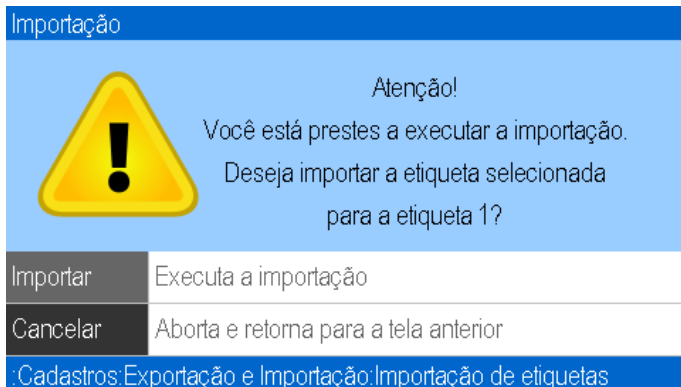 Importação
Atenção!
Você está prestes a executar a importação.
Deseja importar a etiqueta selecionada
para a etiqueta 1?
Importar Executa a importação
Cancelar Aborta e retorna para a tela anterior
:Cadastros:Exportação e Importação:Importação de etiquetas